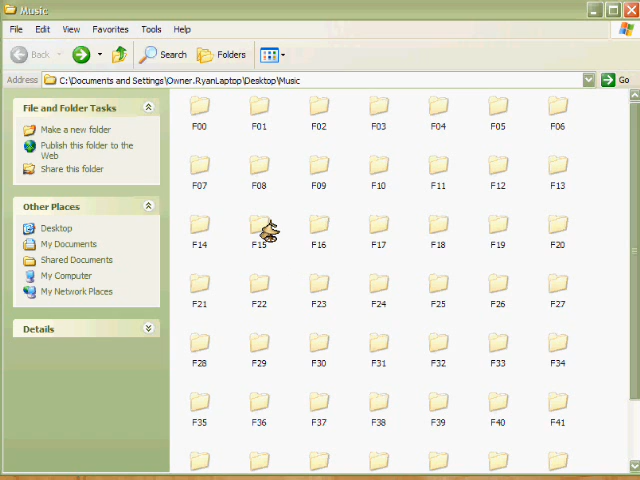 Music
File Edit View Favorites Tools Help
Back Search Folders
Address C:\Documents and Settings\Owner.RyanLaptop\Desktop\Music Go
File and Folder Tasks
Make a new folder
Publish this folder to the
Web
Share this folder
Other Places
Desktop
My Documents
Shared Documents
My Computer
My Network Places
Details
F00 F01 F02 F03 F04 F05 F06
F07 F08 F09 F10 F11 F12 F13
F14 F15 F16 F17 F18 F19 F20
F21 F22 F23 F24 F25 F26 F27
F28 F29 F30 F31 F32 F33 F34
F35 F36 F37 F38 F39 F40 F41